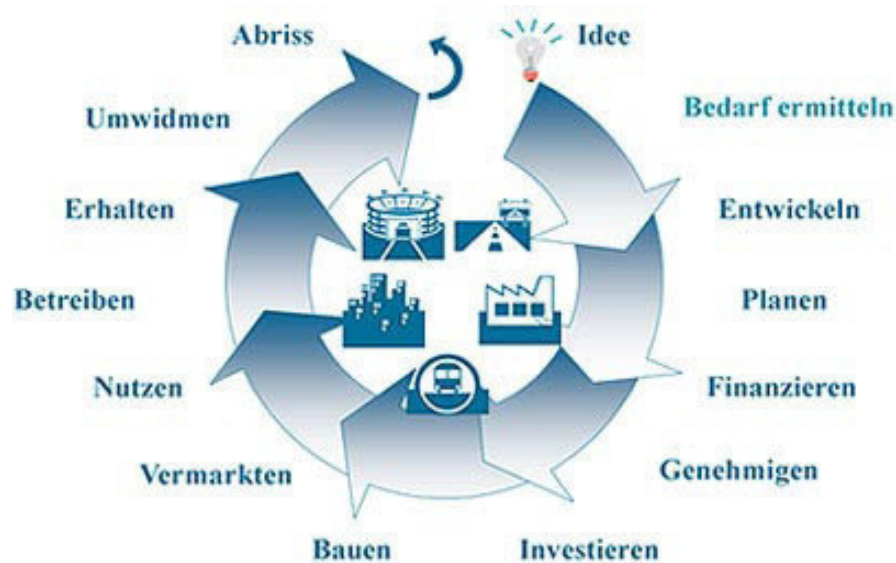 Idee
Bedarf ermitteln
Entwickeln
Planen
Finanzieren
Genehmigen
Investieren
Bauen
Vermarkten
Nutzen
Betreiben
Erhalten
Umwidmen
Abriss